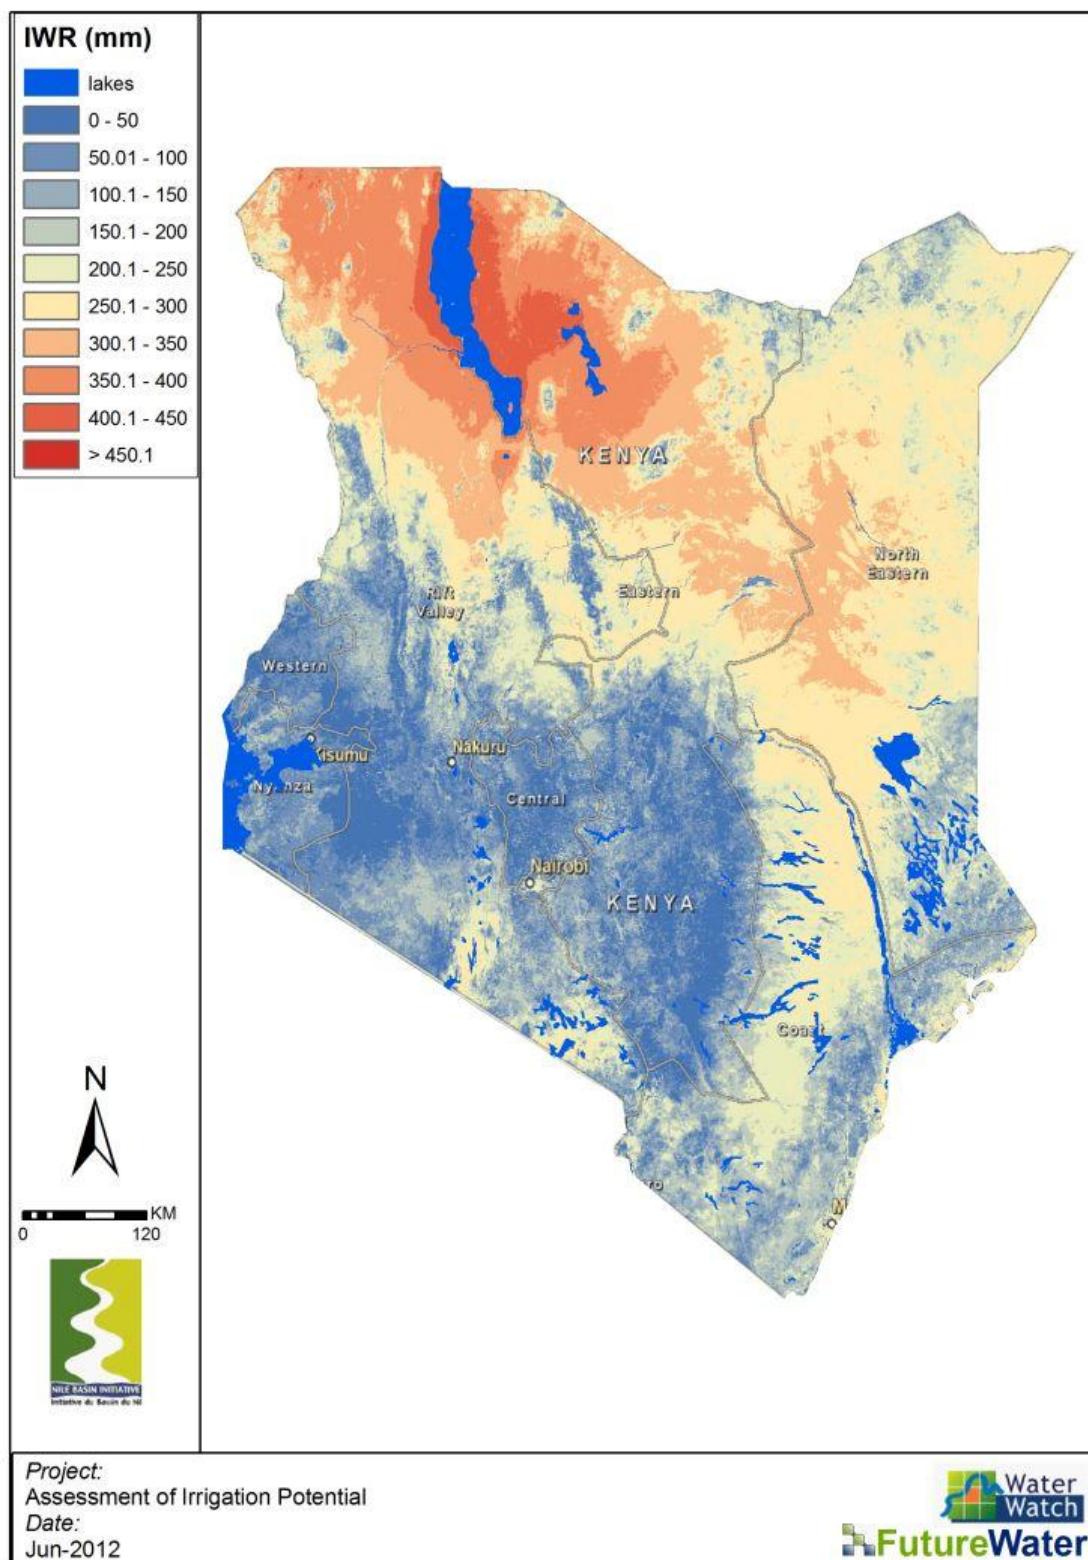 IWR (mm)
lakes
0 - 50
50.01 - 100
100.1 - 150
150.1 - 200
200.1 - 250
250.1 - 300
300.1 - 350
350.1 - 400
400.1 - 450
> 450.1
KENYA
North
Eastern
Eastern
Rift
Valley
Western
Kisumu
Nakuru
Central
Nairobi
KENYA
Coast
M
N
KM
0 120
NILE BASIN INITIATIVE
Initiative du Bassin du Nil
Project:
Assessment of Irrigation Potential
Date:
Jun-2012
Water
Watch
FutureWater